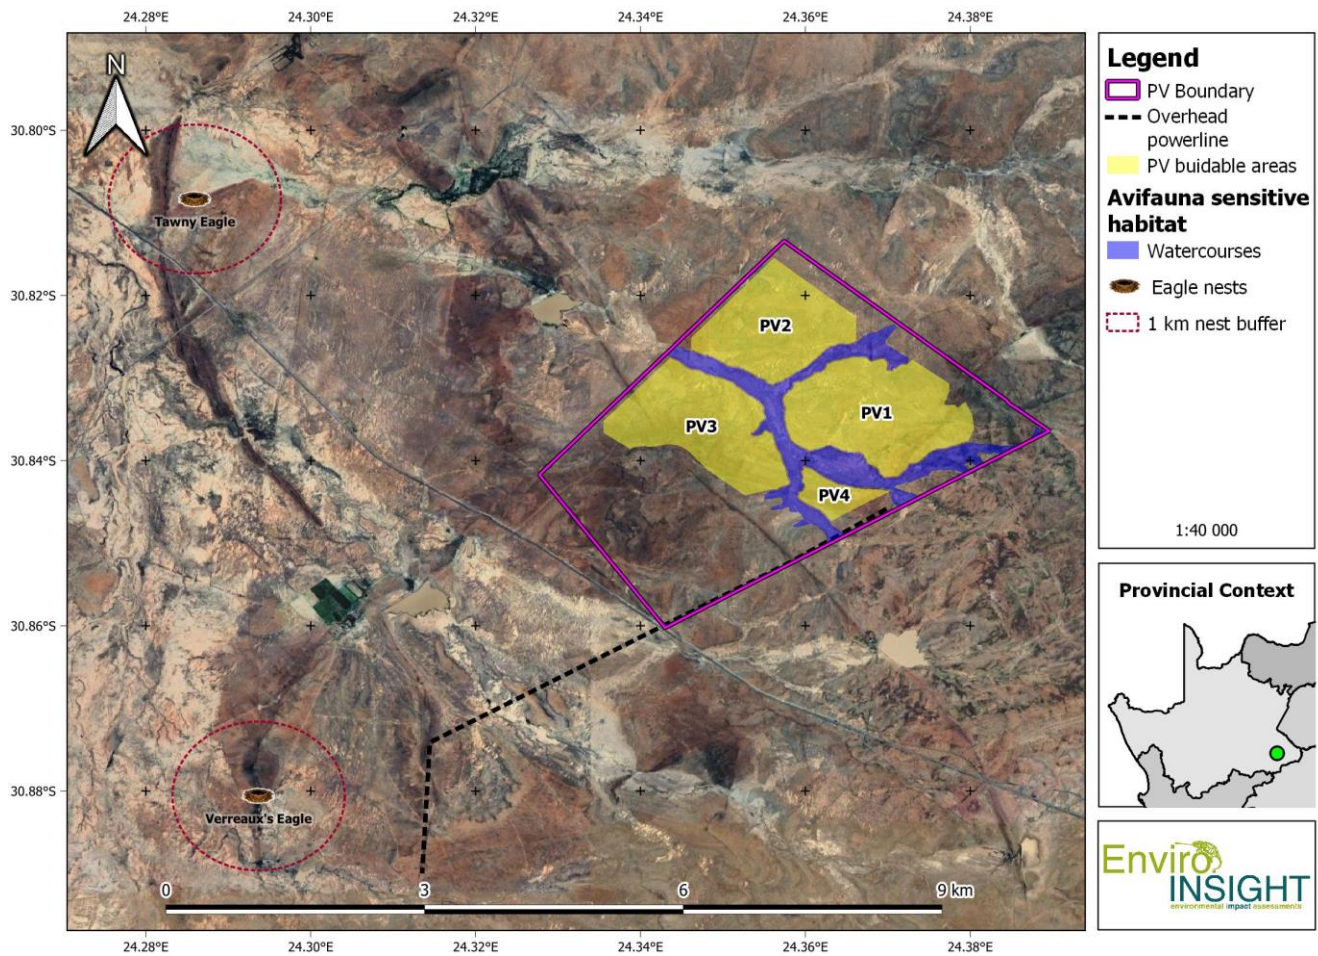 24.28°E 24.30°E 24.32°E 24.34°E 24.36°E 24.38°E
N
30.80°S
30.82°S
30.84°S
30.86°S
30.88°S
Tawny Eagle
PV2
PV1
PV3
PV4
Verreaux's Eagle
0 3 6 9 km
24.28°E 24.30°E 24.32°E 24.34°E 24.36°E 24.38°E
Legend
PV Boundary
Overhead
powerline
PV buidable areas
Avifauna sensitive
habitat
Watercourses
Eagle nests
1 km nest buffer
1:40 000
Provincial Context
Enviro
INSIGHT
environmental impact assessments